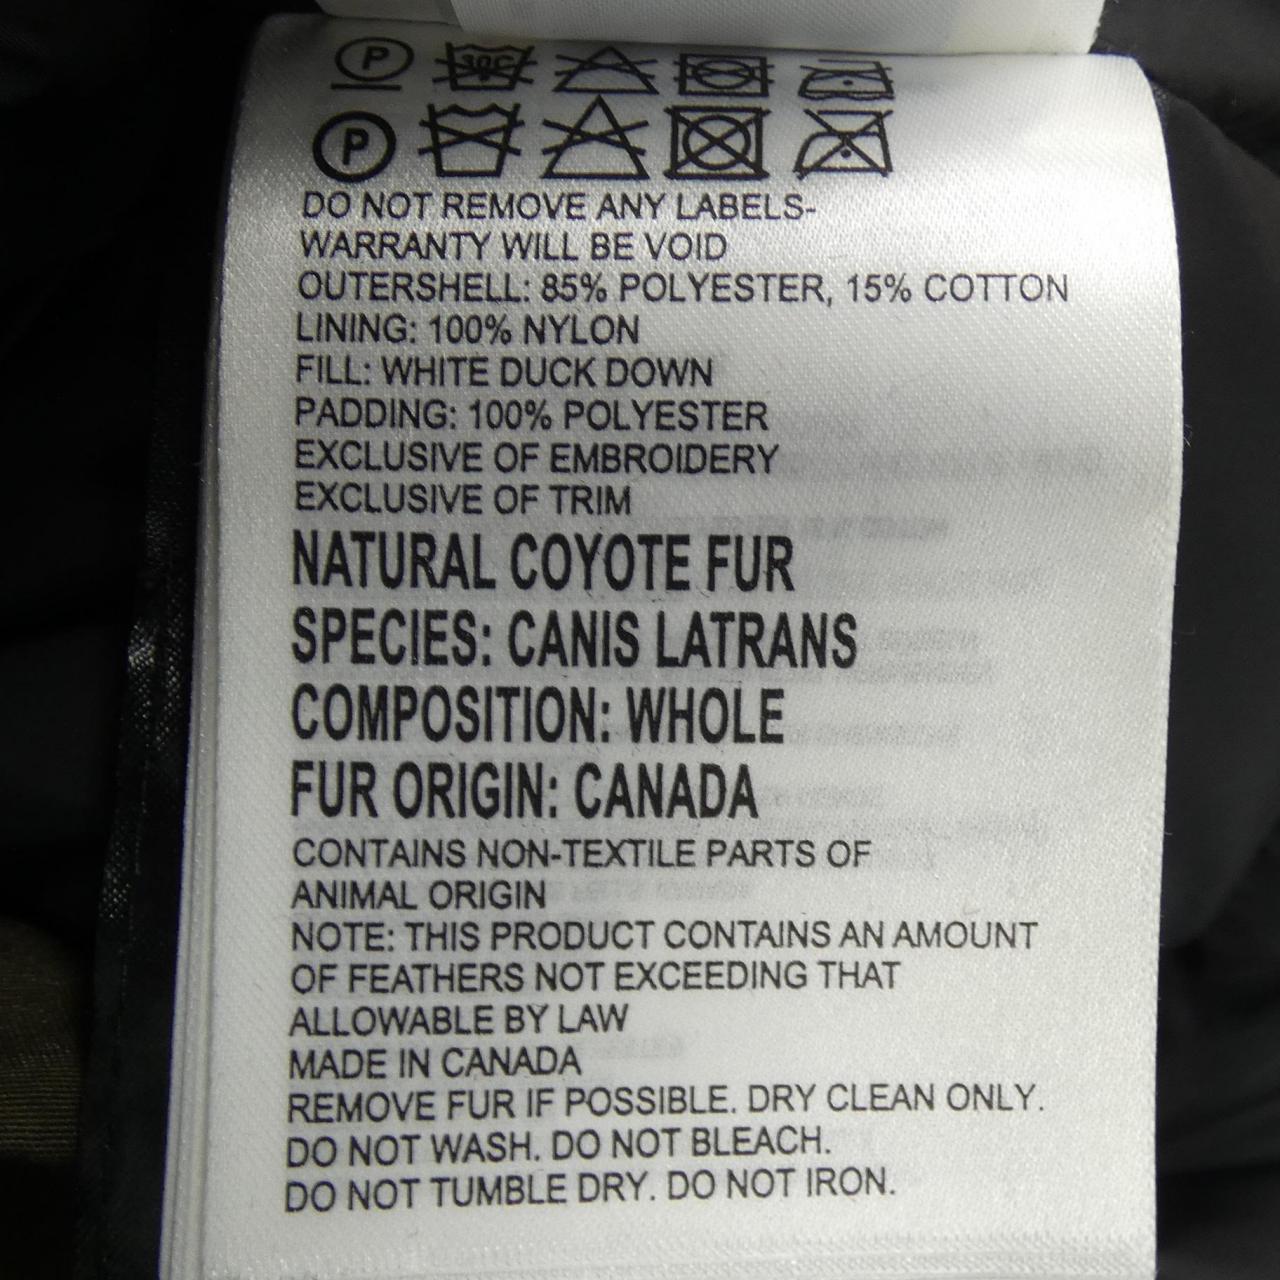 P 30C
P
DO NOT REMOVE ANY LABELS-
WARRANTY WILL BE VOID
OUTERSHELL: 85% POLYESTER, 15% COTTON
LINING: 100% NYLON
FILL: WHITE DUCK DOWN
PADDING: 100% POLYESTER
EXCLUSIVE OF EMBROIDERY
EXCLUSIVE OF TRIM
NATURAL COYOTE FUR
SPECIES: CANIS LATRANS
COMPOSITION: WHOLE
FUR ORIGIN: CANADA
CONTAINS NON-TEXTILE PARTS OF
ANIMAL ORIGIN
NOTE: THIS PRODUCT CONTAINS AN AMOUNT
OF FEATHERS NOT EXCEEDING THAT
ALLOWABLE BY LAW
MADE IN CANADA
REMOVE FUR IF POSSIBLE. DRY CLEAN ONLY.
DO NOT WASH. DO NOT BLEACH.
DO NOT TUMBLE DRY. DO NOT IRON.